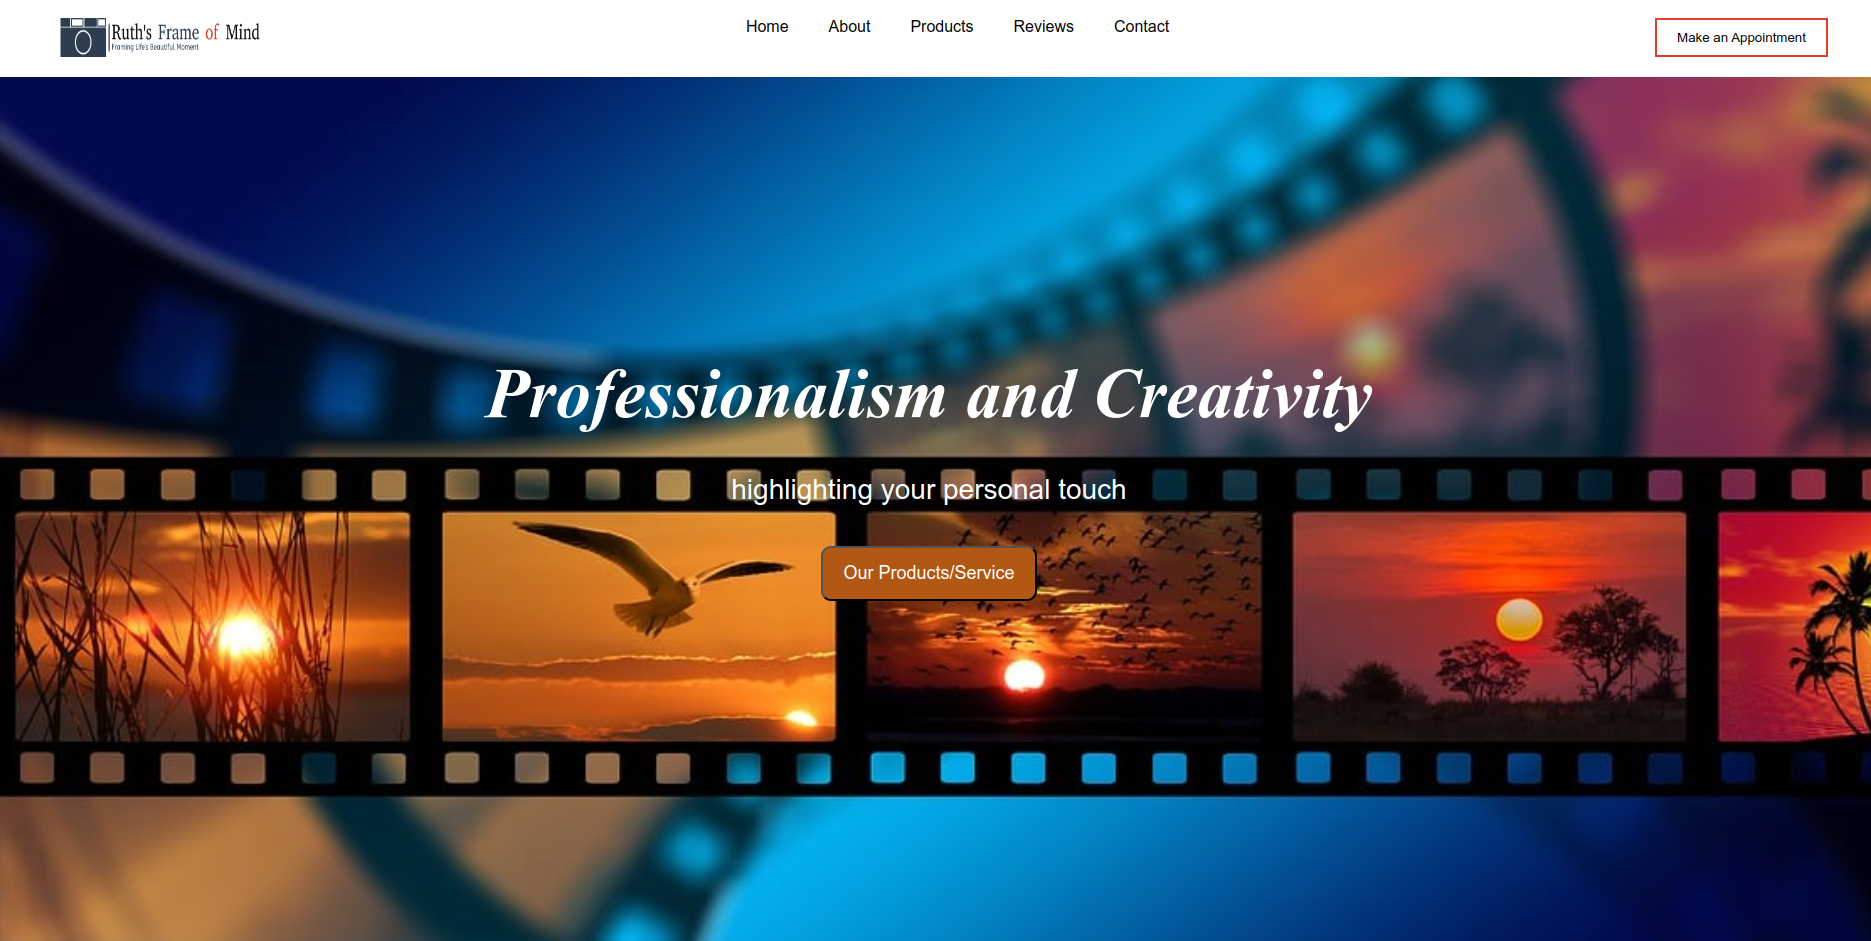 Ruth's Frame of Mind
Framing Life's Beautiful Moment
Home
About
Products
Reviews
Contact
Make an Appointment
Professionalism and Creativity
highlighting your personal touch
Our Products/Service